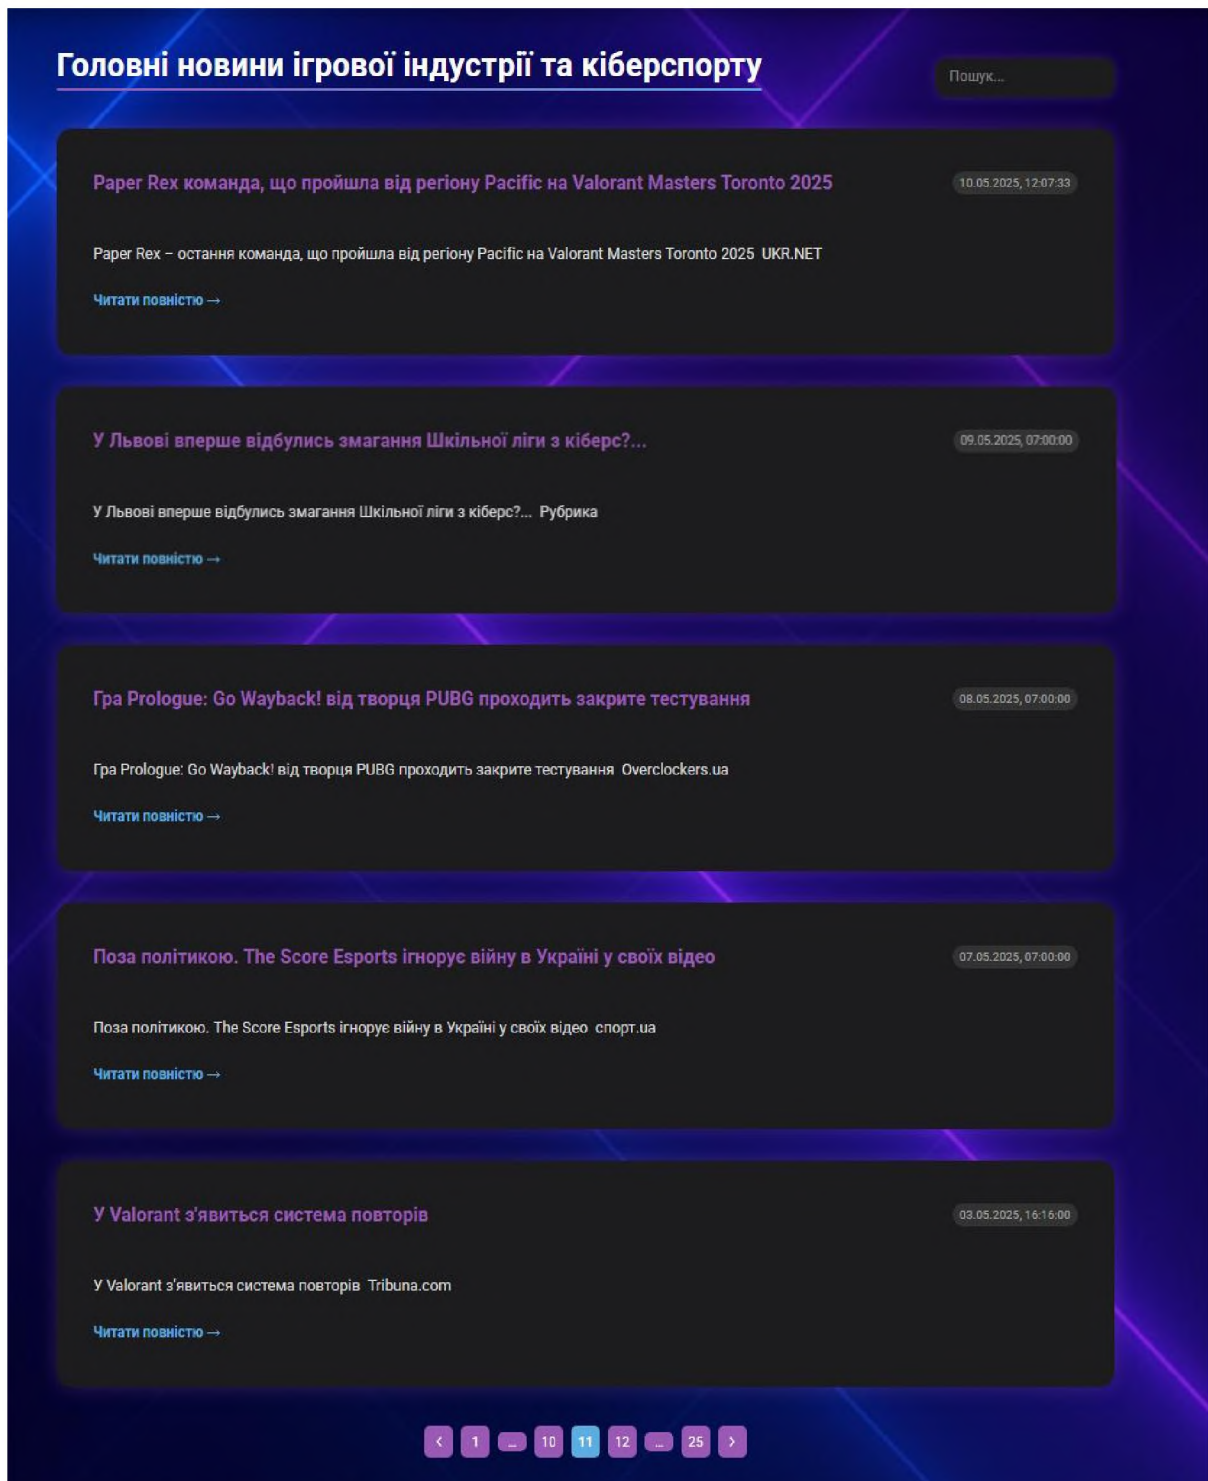 Головні новини ігрової індустрії та кіберспорту
Пошук...
Paper Rex команда, що пройшла від регіону Pacific на Valorant Masters Toronto 2025
10.05.2025, 12:07:33
Paper Rex – остання команда, що пройшла від регіону Pacific на Valorant Masters Toronto 2025 UKR.NET
Читати повністю →
У Львові вперше відбулись змагання Шкільної ліги з кіберс?...
09.05.2025, 07:00:00
У Львові вперше відбулись змагання Шкільної ліги з кіберс?... Рубрика
Читати повністю →
Гра Prologue: Go Wayback! від творця PUBG проходить закрите тестування
08.05.2025, 07:00:00
Гра Prologue: Go Wayback! від творця PUBG проходить закрите тестування Overclockers.ua
Читати повністю →
Поза політикою. The Score Esports ігнорує війну в Україні у своїх відео
07.05.2025, 07:00:00
Поза політикою. The Score Esports ігнорує війну в Україні у своїх відео спорт.ua
Читати повністю →
У Valorant з'явиться система повторів
03.05.2025, 16:16:00
У Valorant з'явиться система повторів Tribuna.com
Читати повністю →
‹ 1 ... 10 11 12 ... 25 ›